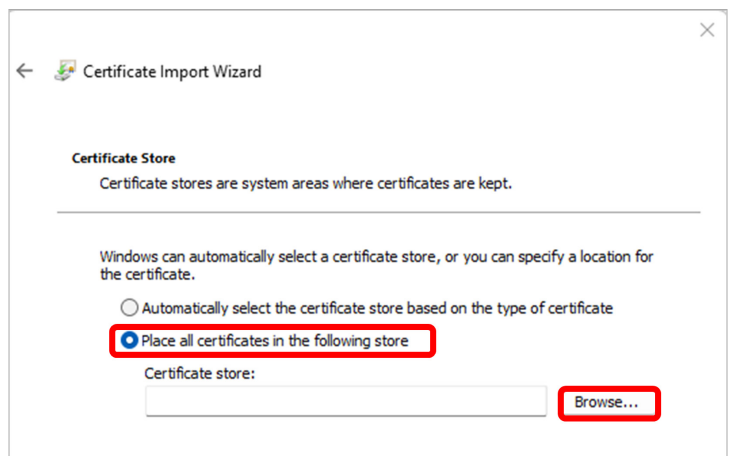 Certificate Import Wizard
Certificate Store
Certificate stores are system areas where certificates are kept.
Windows can automatically select a certificate store, or you can specify a location for
the certificate.
Automatically select the certificate store based on the type of certificate
Place all certificates in the following store
Certificate store:
Browse...